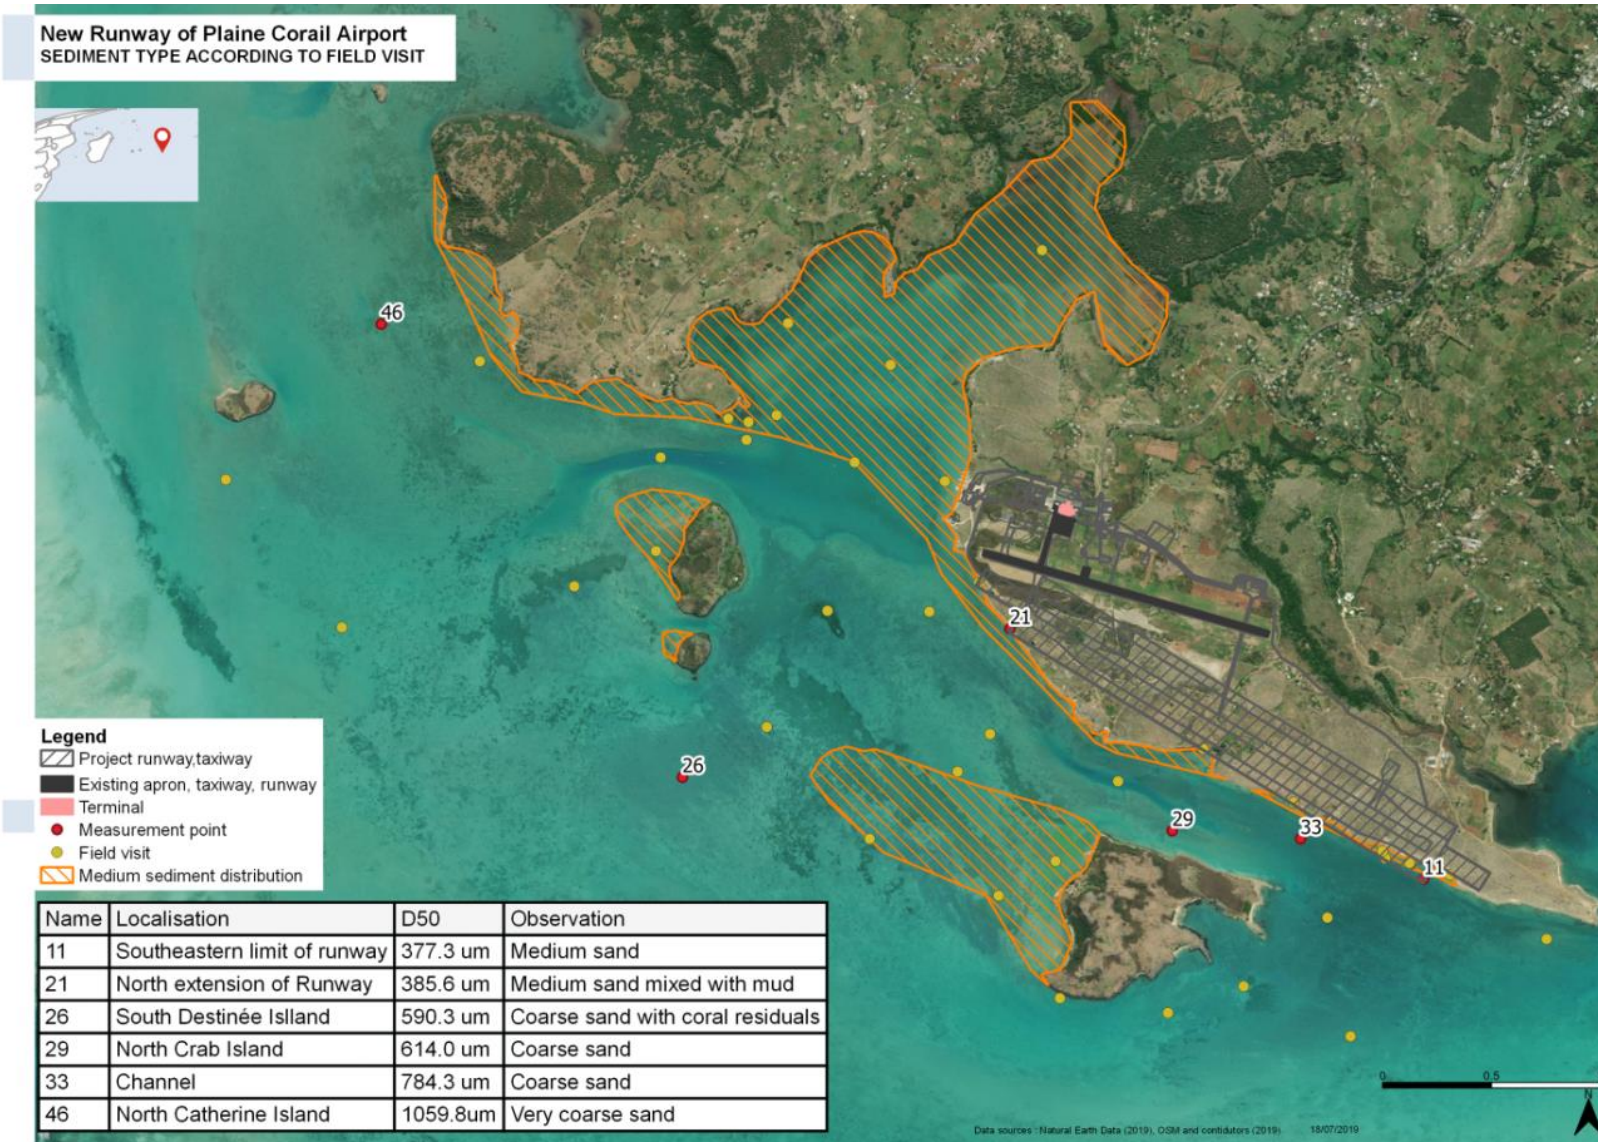 New Runway of Plaine Corail Airport
SEDIMENT TYPE ACCORDING TO FIELD VISIT
46
21
26
29
33
11
Legend
Project runway,taxiway
Existing apron, taxiway, runway
Terminal
Measurement point
Field visit
Medium sediment distribution
Name Localisation D50 Observation
11 Southeastern limit of runway 377.3 um Medium sand
21 North extension of Runway 385.6 um Medium sand mixed with mud
26 South Destinée Islland 590.3 um Coarse sand with coral residuals
29 North Crab Island 614.0 um Coarse sand
33 Channel 784.3 um Coarse sand
46 North Catherine Island 1059.8um Very coarse sand
0 0.5
N
Data sources : Natural Earth Data (2019), OSM and contidutors (2019) 18/07/2019